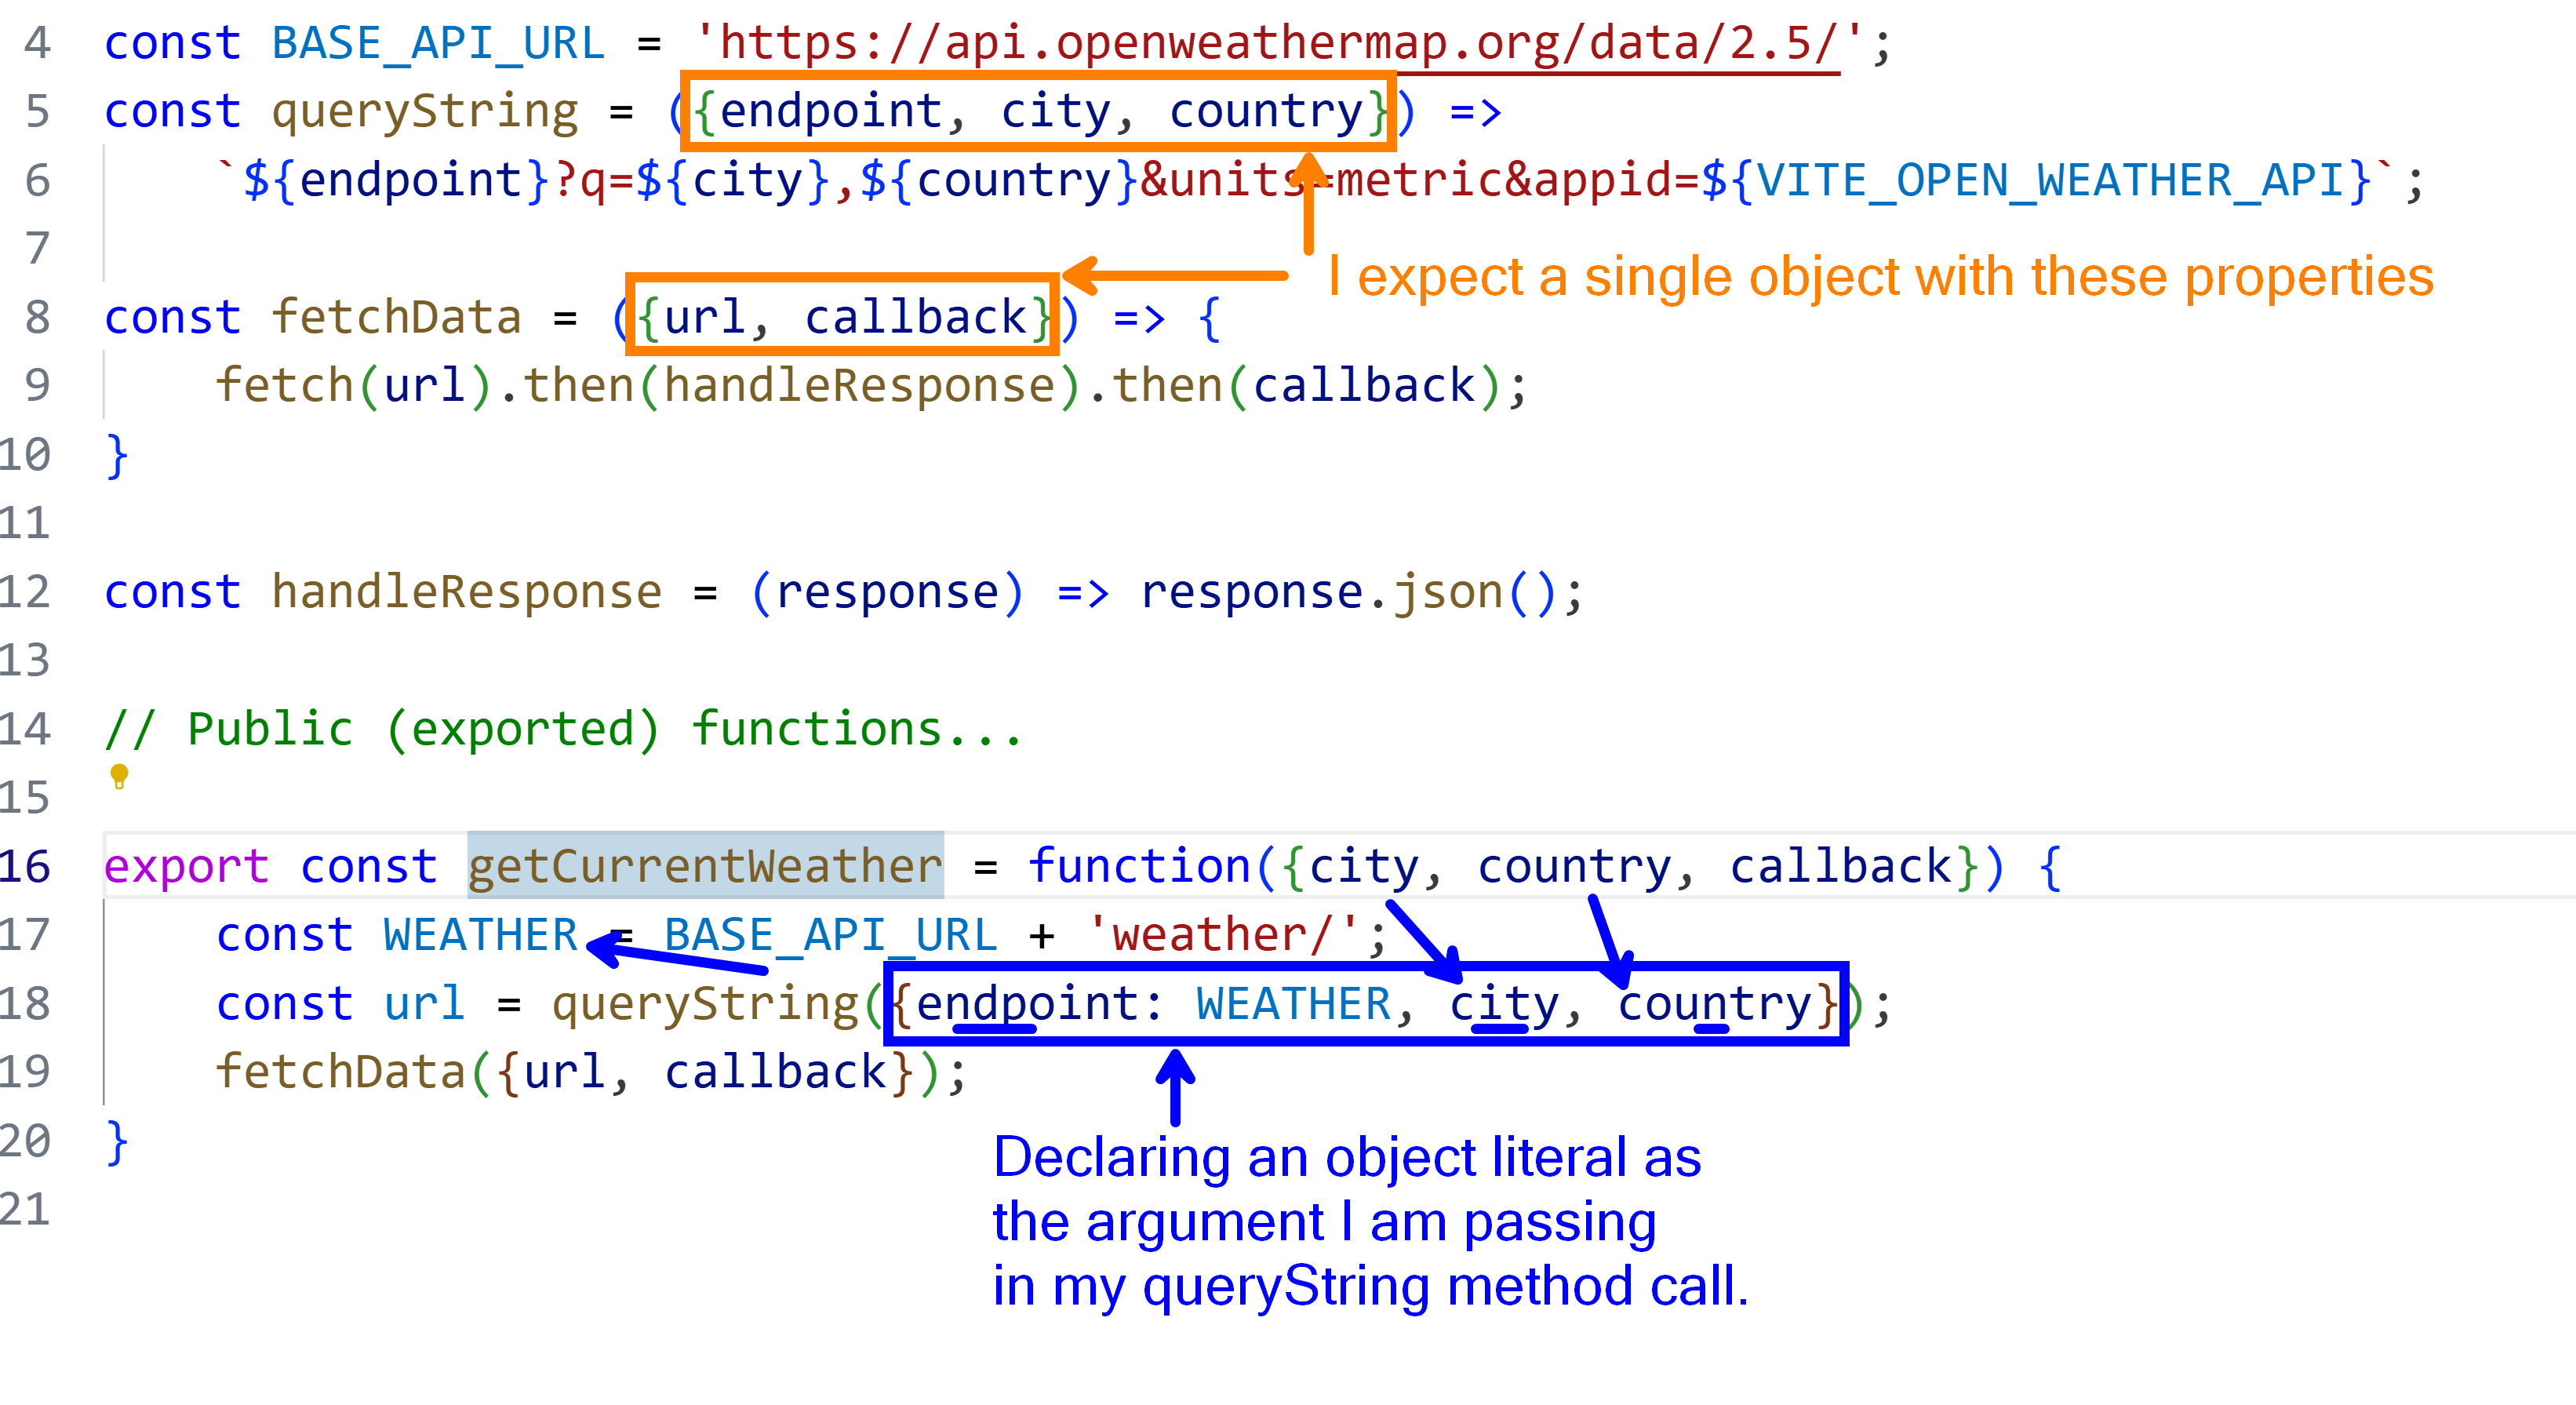 4 const BASE_API_URL = 'https://api.openweathermap.org/data/2.5/';
5 const queryString = ({endpoint, city, country}) =>
6 `${endpoint}?q=${city},${country}&units=metric&appid=${VITE_OPEN_WEATHER_API}`;
7
I expect a single object with these properties
8 const fetchData = ({url, callback}) => {
9 fetch(url).then(handleResponse).then(callback);
10 }
11
12 const handleResponse = (response) => response.json();
13
14 // Public (exported) functions...
15
16 export const getCurrentWeather = function({city, country, callback}) {
17 const WEATHER = BASE_API_URL + 'weather/';
18 const url = queryString({endpoint: WEATHER, city, country});
19 fetchData({url, callback});
20 }
21
Declaring an object literal as
the argument I am passing
in my queryString method call.